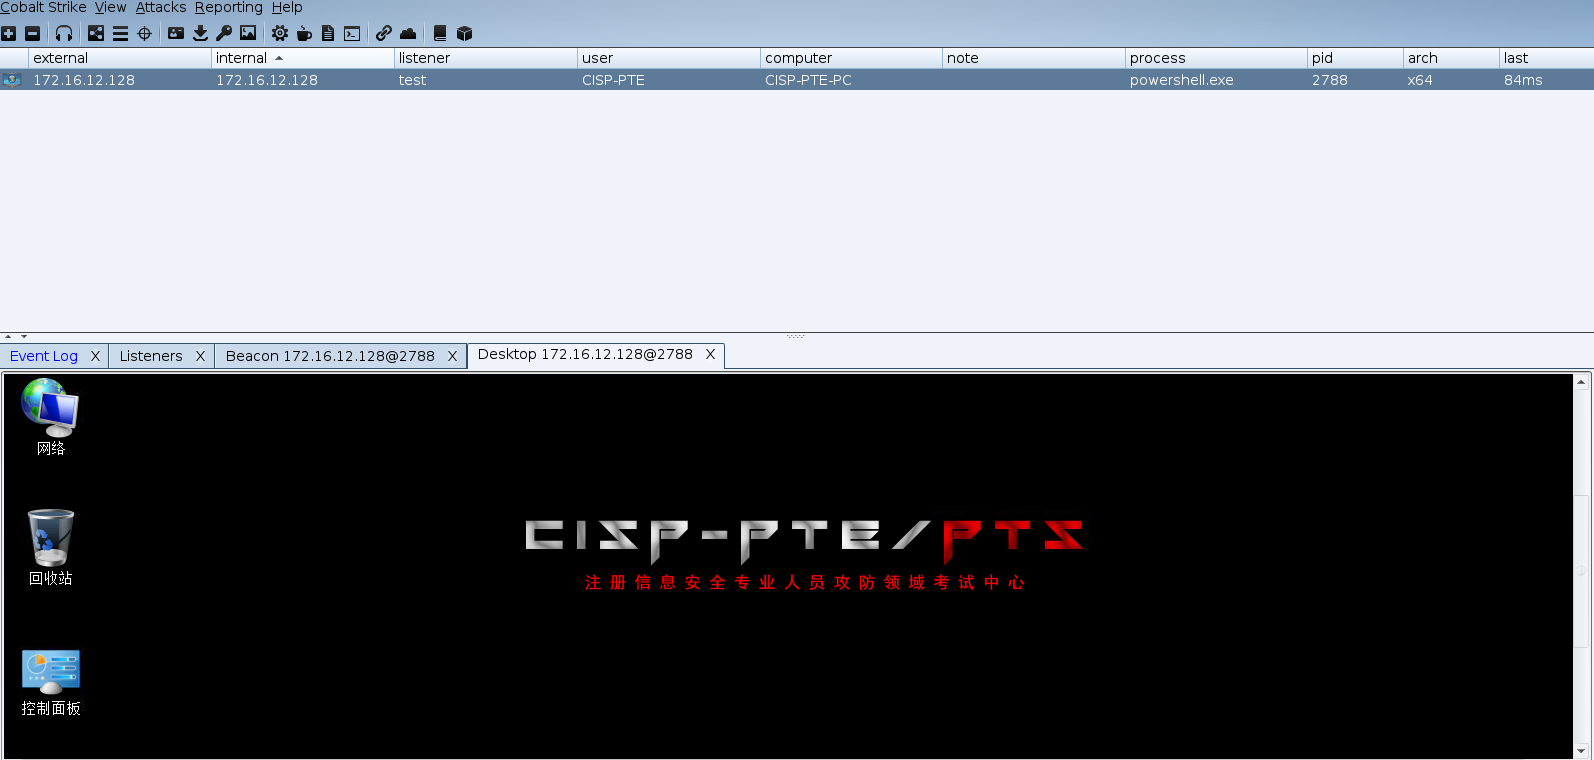 Cobalt Strike View Attacks Reporting Help
external internal listener user computer note process pid arch last
172.16.12.128 172.16.12.128 test CISP-PTE CISP-PTE-PC powershell.exe 2788 x64 84ms
Event Log X Listeners X Beacon 172.16.12.128@2788 X Desktop 172.16.12.128@2788 X
网络
回收站
控制面板
CISP-PTE/PTS
注册信息安全专业人员攻防领域考试中心